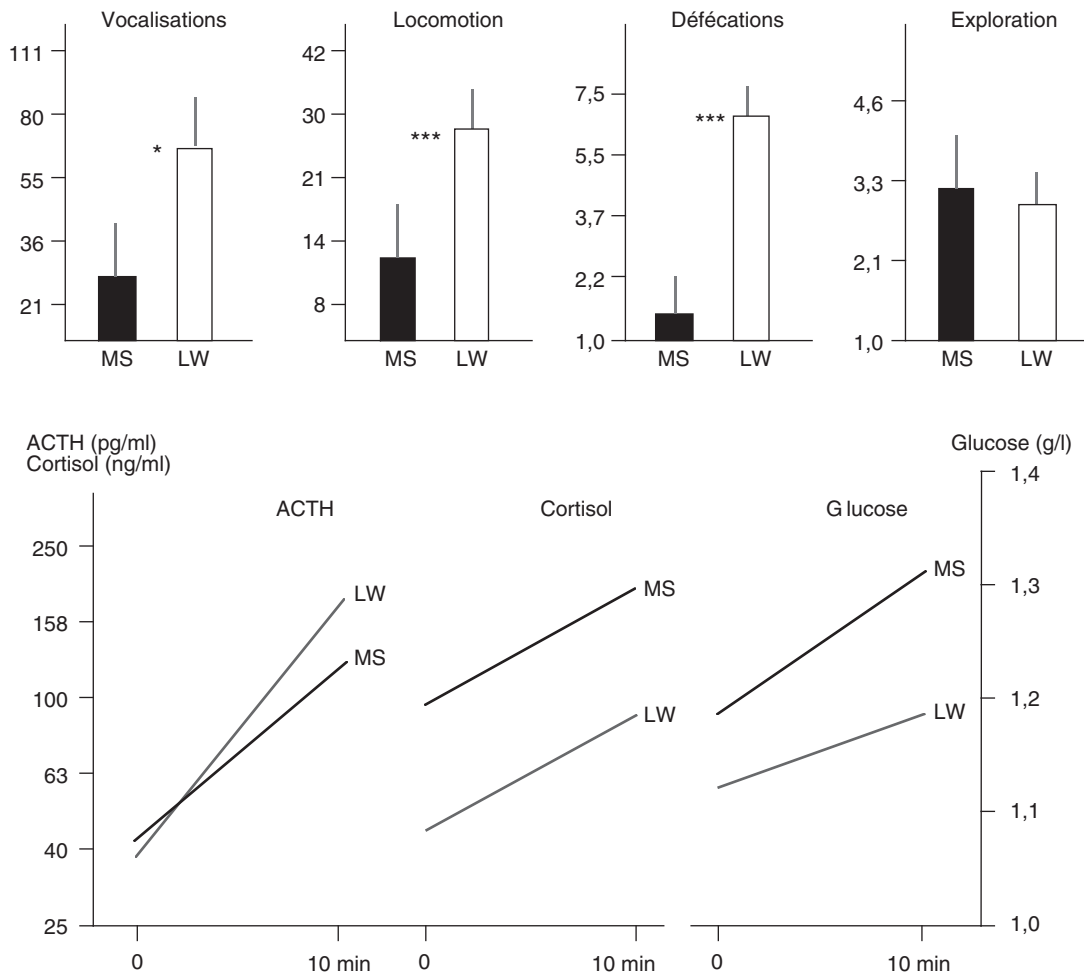 Vocalisations
111
80
55
36
21
*
MS LW
Locomotion
42
30
21
14
8
***
MS LW
Défécations
7,5
5,5
3,7
2,2
1,0
***
MS LW
Exploration
4,6
3,3
2,1
1,0
MS LW
ACTH (pg/ml)
Cortisol (ng/ml)
Glucose (g/l)
250
158
100
63
40
25
ACTH
LW
MS
0 10 min
Cortisol
MS
LW
0 10 min
G lucose
MS
LW
0 10 min
1,4
1,3
1,2
1,1
1,0